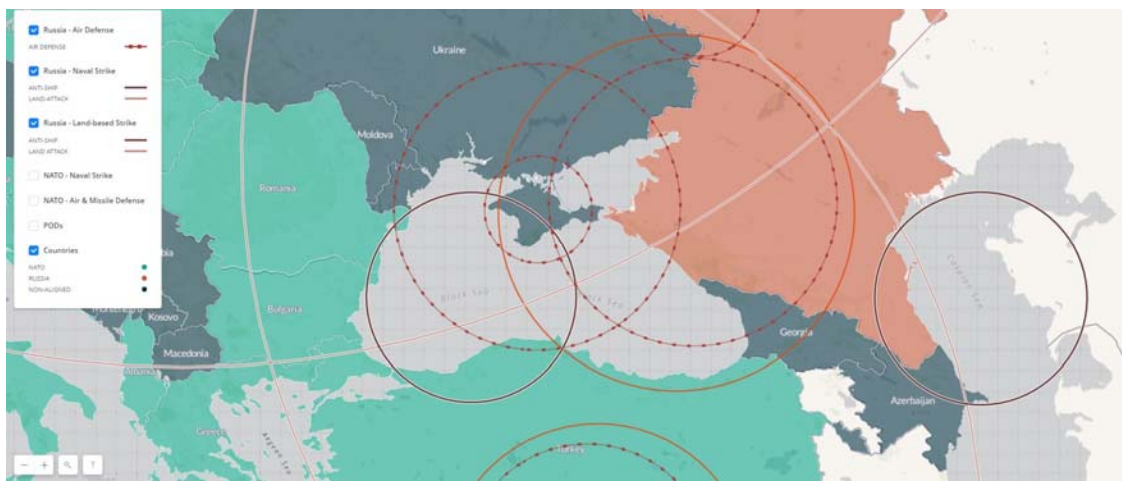 Russia - Air Defense
AIR DEFENSE
Russia - Naval Strike
ANTI-SHIP
LAND-ATTACK
Russia - Land-based Strike
ANTI-SHIP
LAND ATTACK
NATO - Naval Strike
NATO - Air & Missile Defense
PODs
Countries
NATO
RUSSIA
NON-ALIGNED
Ukraine
Moldova
Romania
Black Sea
Caspian Sea
Bulgaria
Kosovo
Macedonia
Georgia
Albania
Azerbaijan
Greece
Aegean Sea
Turkey